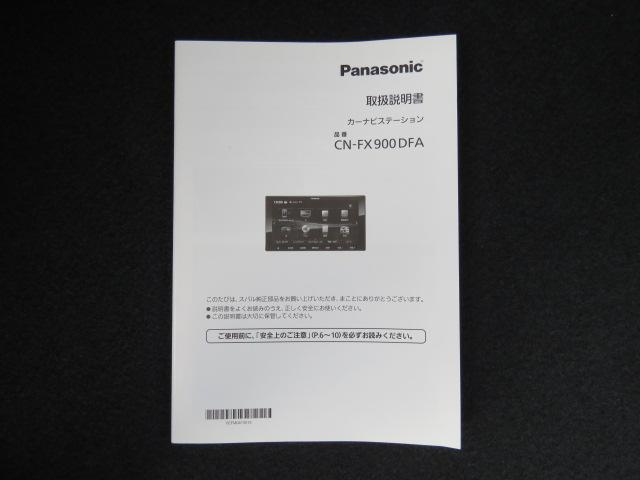 Panasonic
取扱説明書
カーナビステーション
品番
CN-FX900DFA
このたびは、スバル純正部品をお買い上げいただき、まことにありがとうございます。
●説明書をよくお読みのうえ、正しく安全にお使いください。
●この説明書は大切に保管してください。
ご使用前に、「安全上のご注意」(P.6～10)を必ずお読みください。